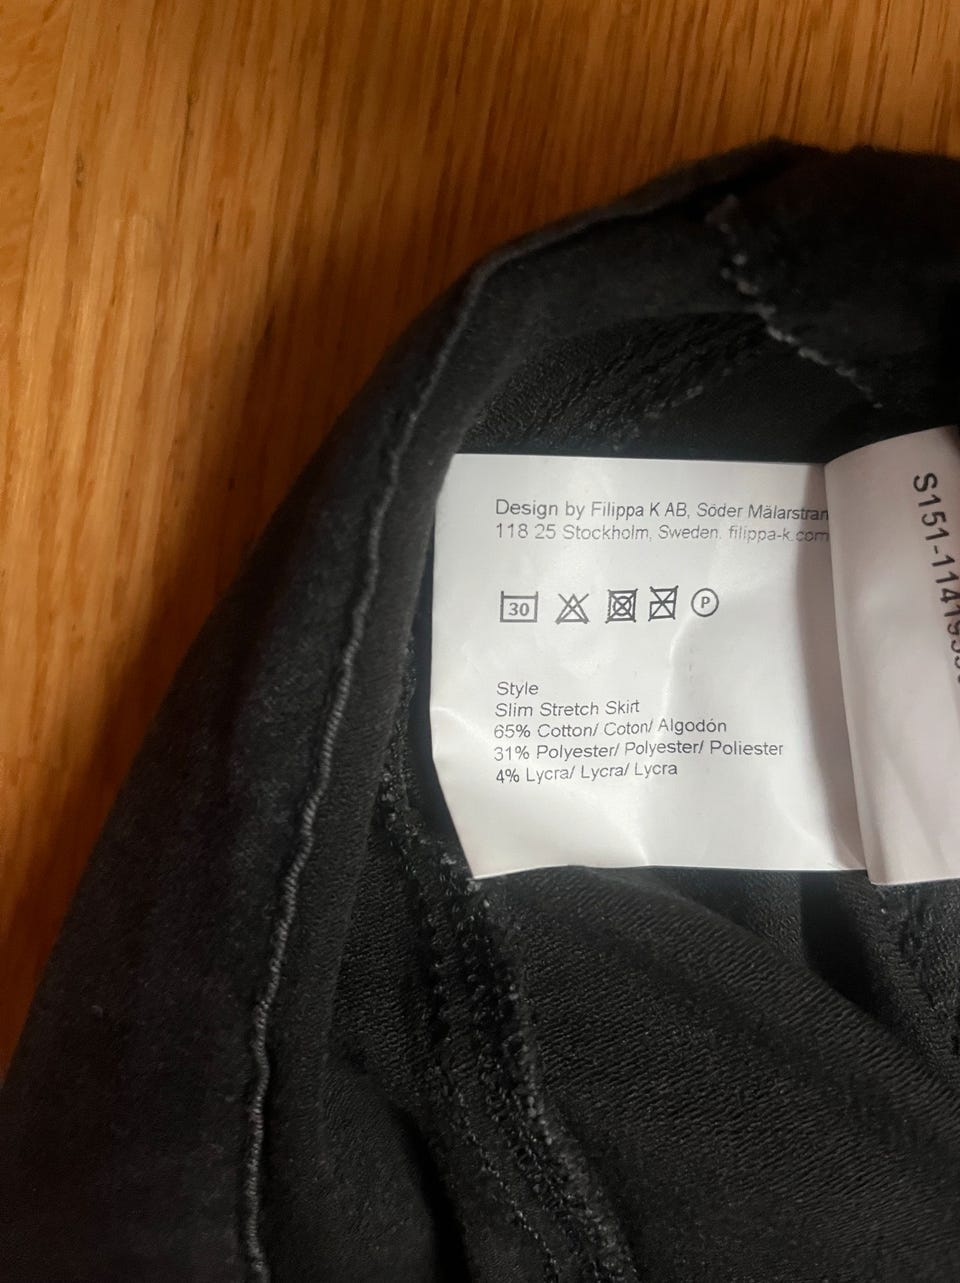 Design by Filippa K AB, Söder
118 25 Stockholm, Sweden. filippa-k.com
30
P
Style
Slim Stretch Skirt
65% Cotton/ Coton/ Algodón
31% Polyester/ Polyester/ Poliester
4% Lycra/ Lycra/ Lycra